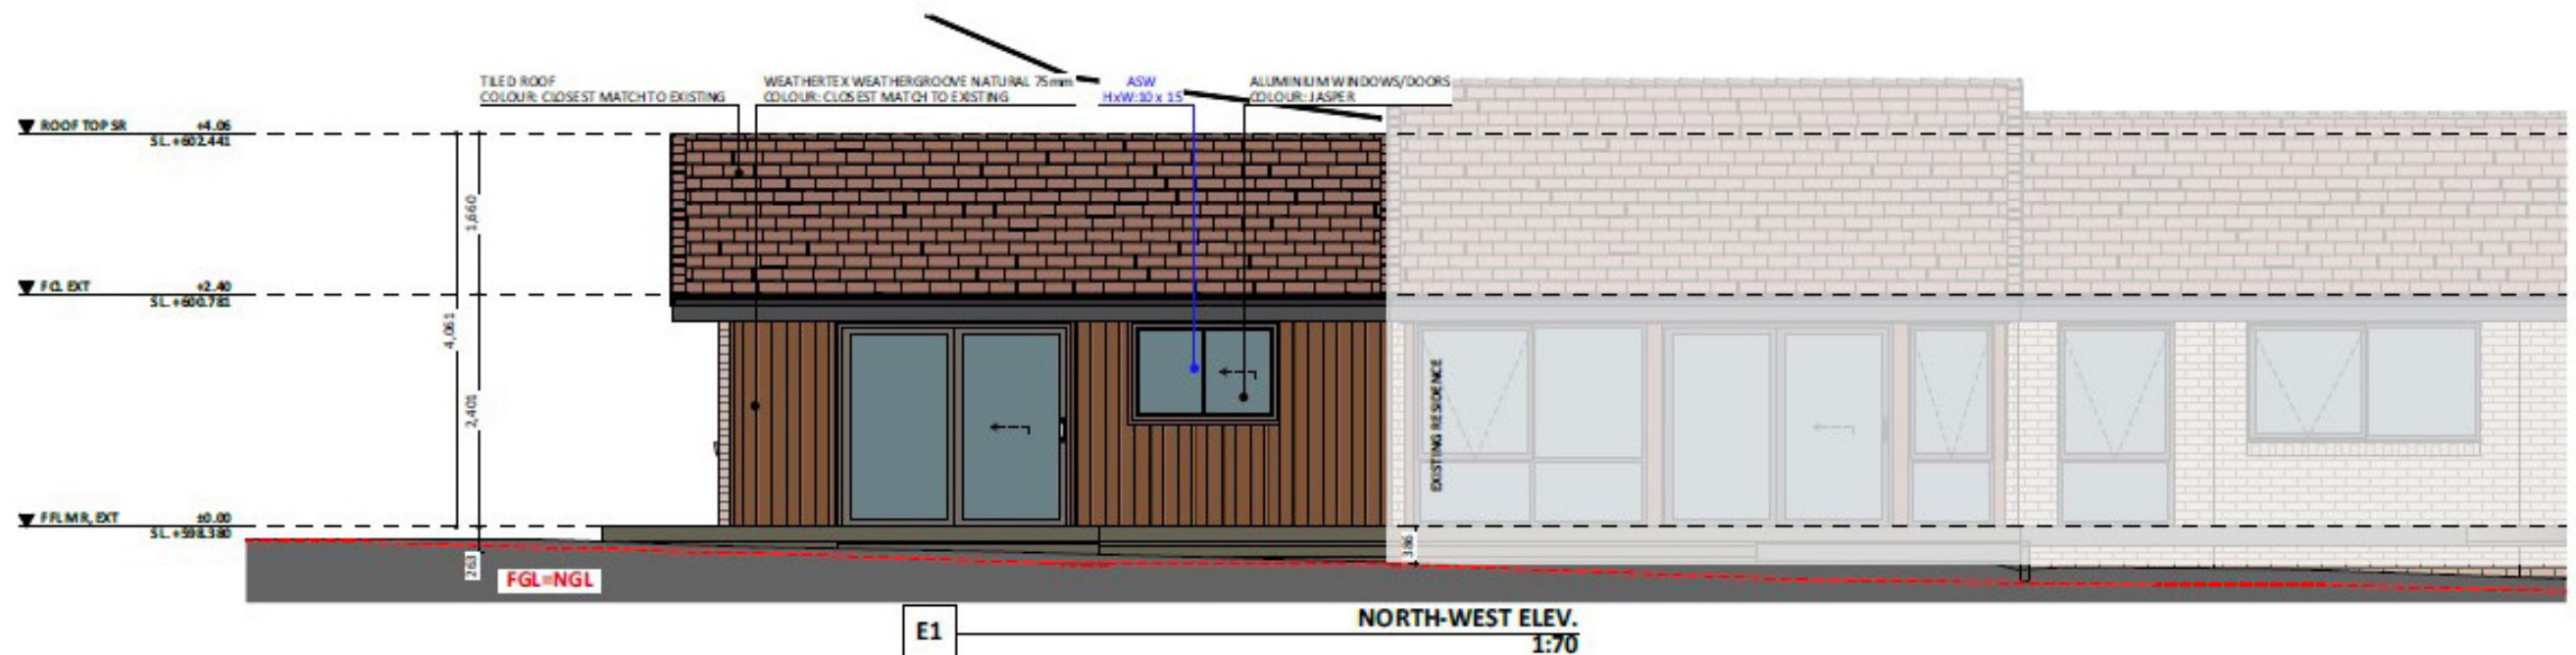 TILED ROOF
COLOUR: CLOSEST MATCH TO EXISTING
WEATHERTEX WEATHERGROOVE NATURAL 75mm
COLOUR: CLOSEST MATCH TO EXISTING
ASW
HxW:10 x 15
ALUMINIUM WINDOWS/DOORS
COLOUR: JASPER
ROOF TOP SR +4.06
SL. +602.441
1,660
FCL EXT +2.40
SL. +600.781
4,061
2,401
EXISTING RESIDENCE
FFL MR, EXT ±0.00
SL. +598.380
263
386
FGL=NGL
E1
NORTH-WEST ELEV.
1:70